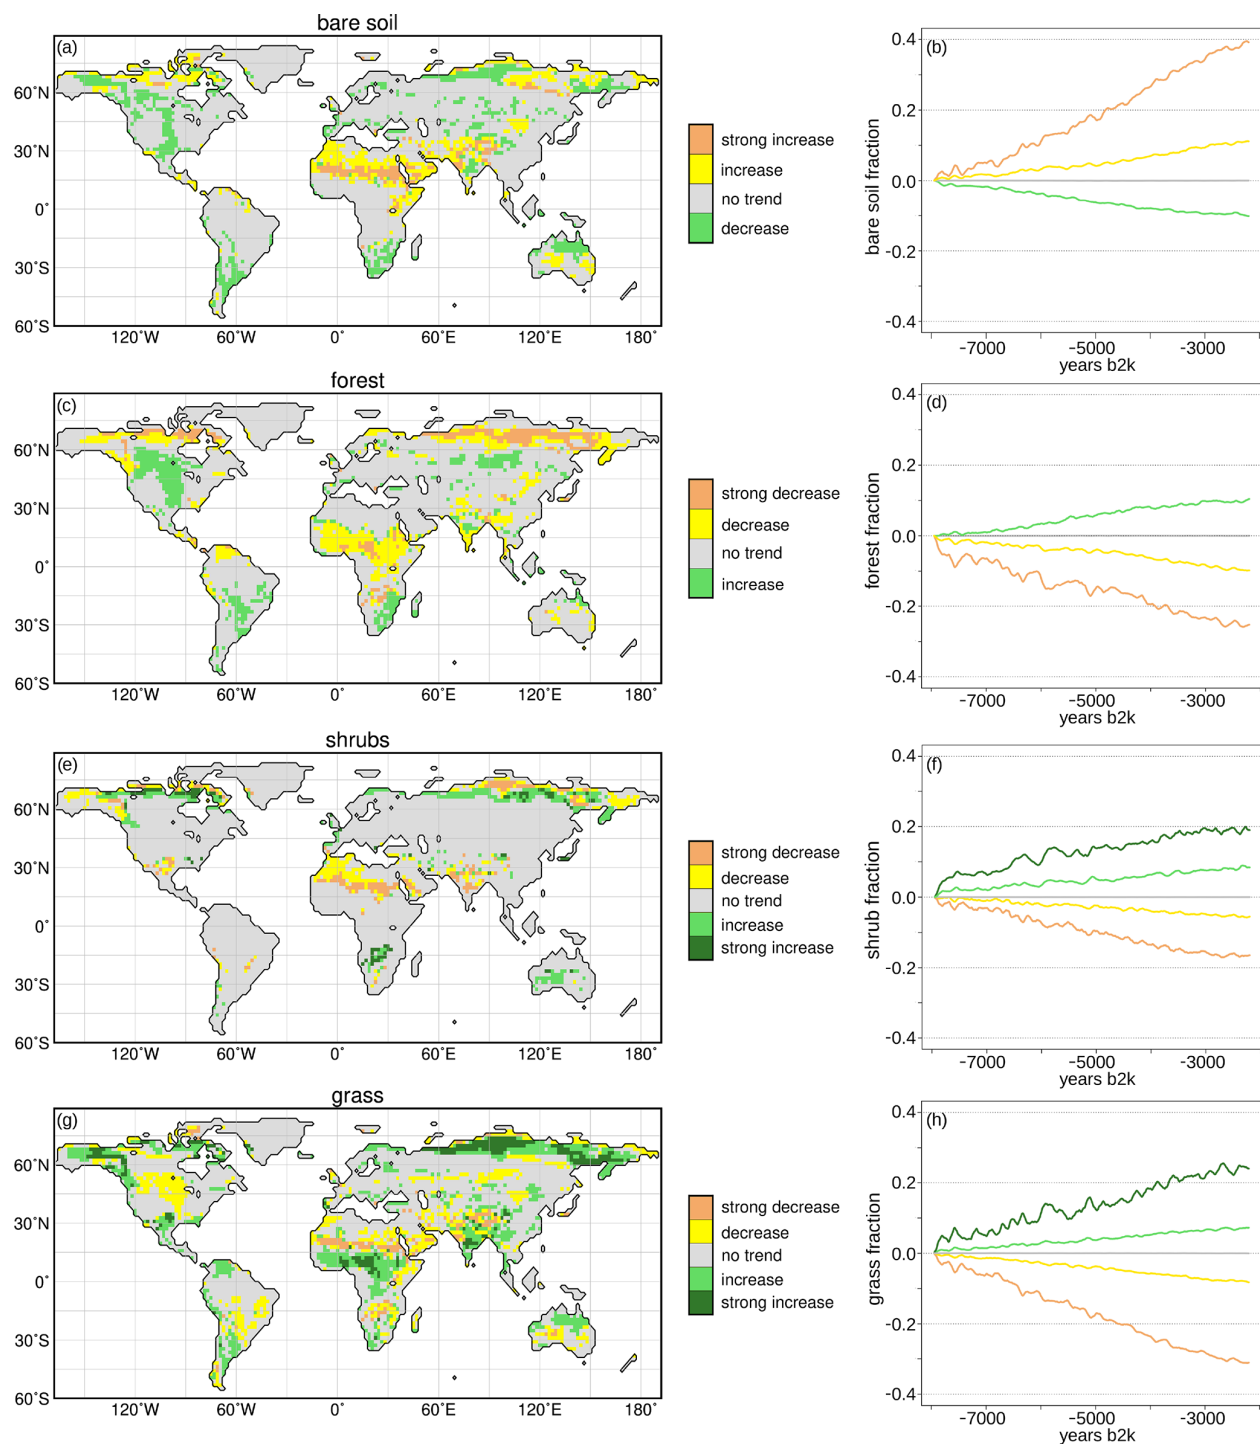 bare soil
(a)
60˚N
30˚N
0˚
30˚S
60˚S
120˚W 60˚W 0˚ 60˚E 120˚E 180˚
strong increase
increase
no trend
decrease
(b)
bare soil fraction
0.4
0.2
0.0
-0.2
-0.4
-7000 -5000 -3000
years b2k
forest
(c)
60˚N
30˚N
0˚
30˚S
60˚S
120˚W 60˚W 0˚ 60˚E 120˚E 180˚
strong decrease
decrease
no trend
increase
(d)
forest fraction
0.4
0.2
0.0
-0.2
-0.4
-7000 -5000 -3000
years b2k
shrubs
(e)
60˚N
30˚N
0˚
30˚S
60˚S
120˚W 60˚W 0˚ 60˚E 120˚E 180˚
strong decrease
decrease
no trend
increase
strong increase
(f)
shrub fraction
0.4
0.2
0.0
-0.2
-0.4
-7000 -5000 -3000
years b2k
grass
(g)
60˚N
30˚N
0˚
30˚S
60˚S
120˚W 60˚W 0˚ 60˚E 120˚E 180˚
strong decrease
decrease
no trend
increase
strong increase
(h)
grass fraction
0.4
0.2
0.0
-0.2
-0.4
-7000 -5000 -3000
years b2k